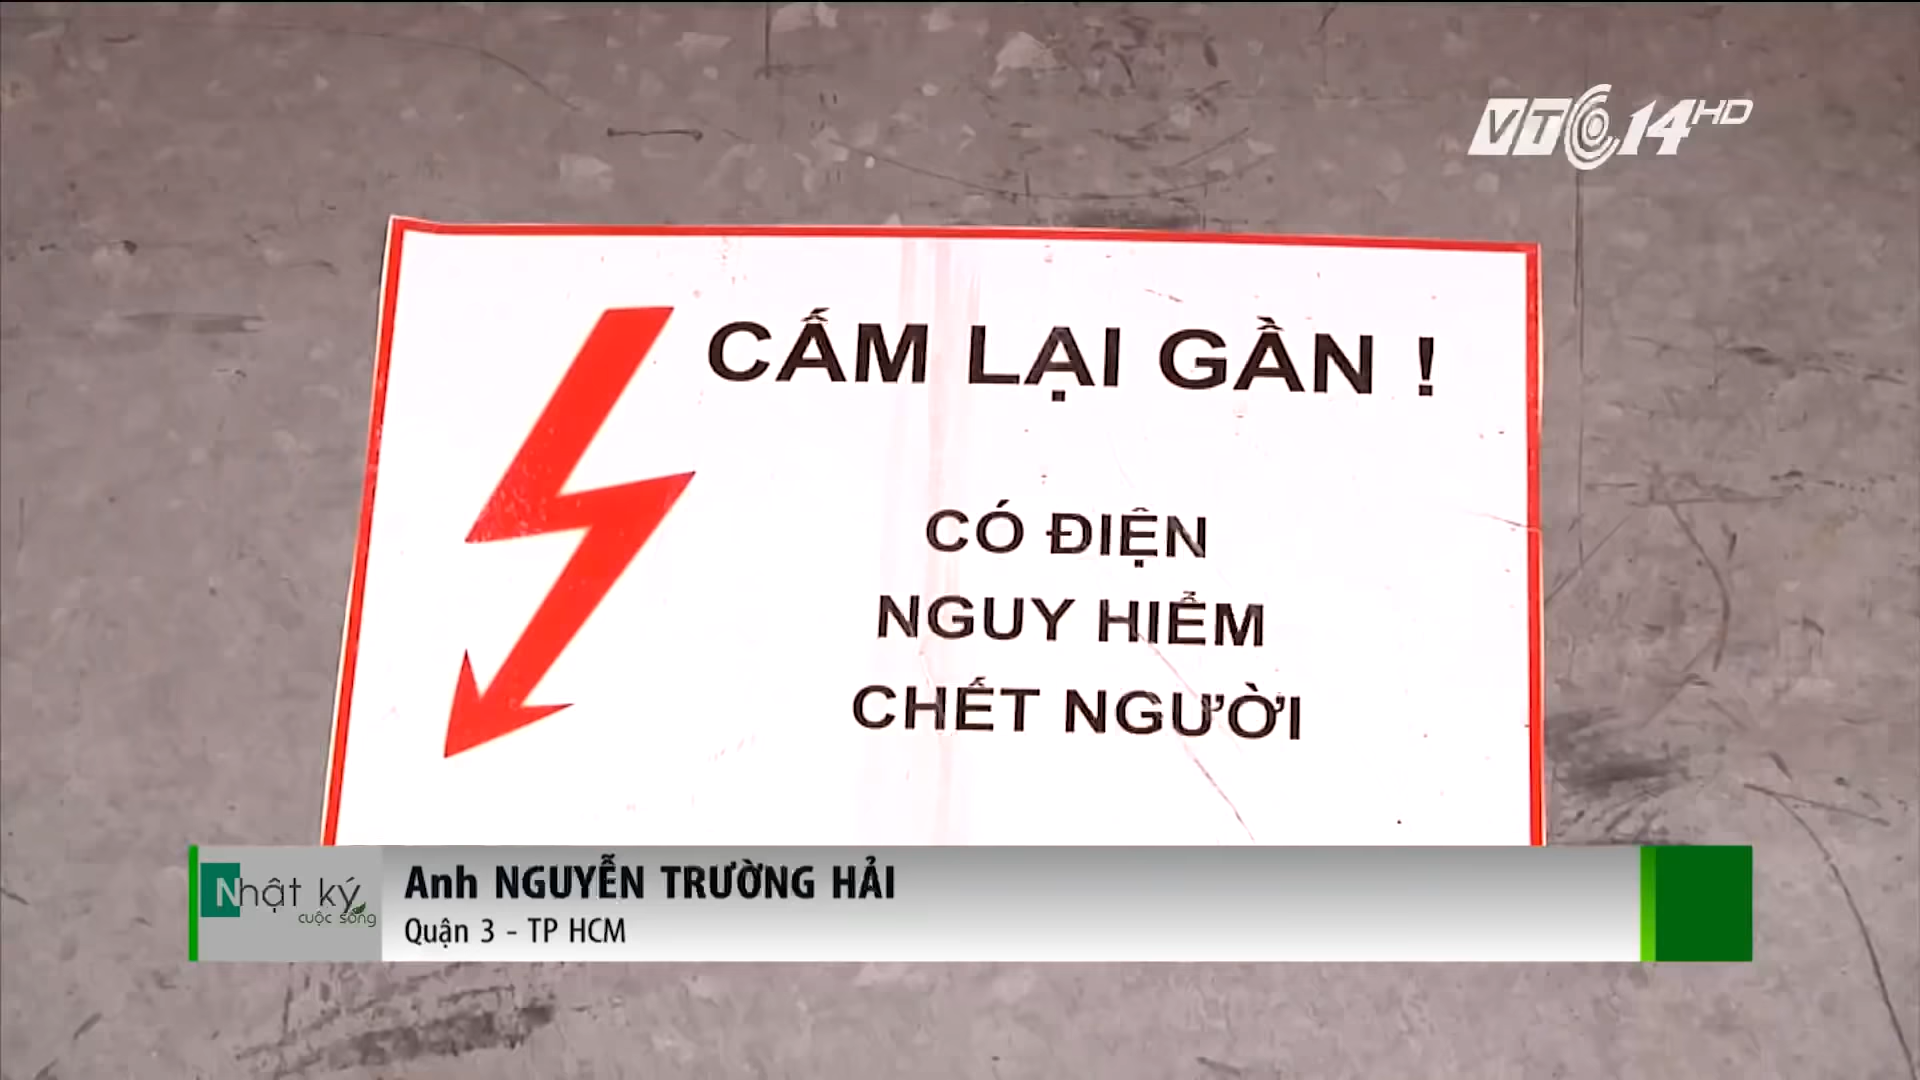 VTC14HD
CẤM LẠI GẦN !
CÓ ĐIỆN
NGUY HIỂM
CHẾT NGƯỜI
Nhật ký
cuộc sống
Anh NGUYỄN TRƯỜNG HẢI
Quận 3 - TP HCM